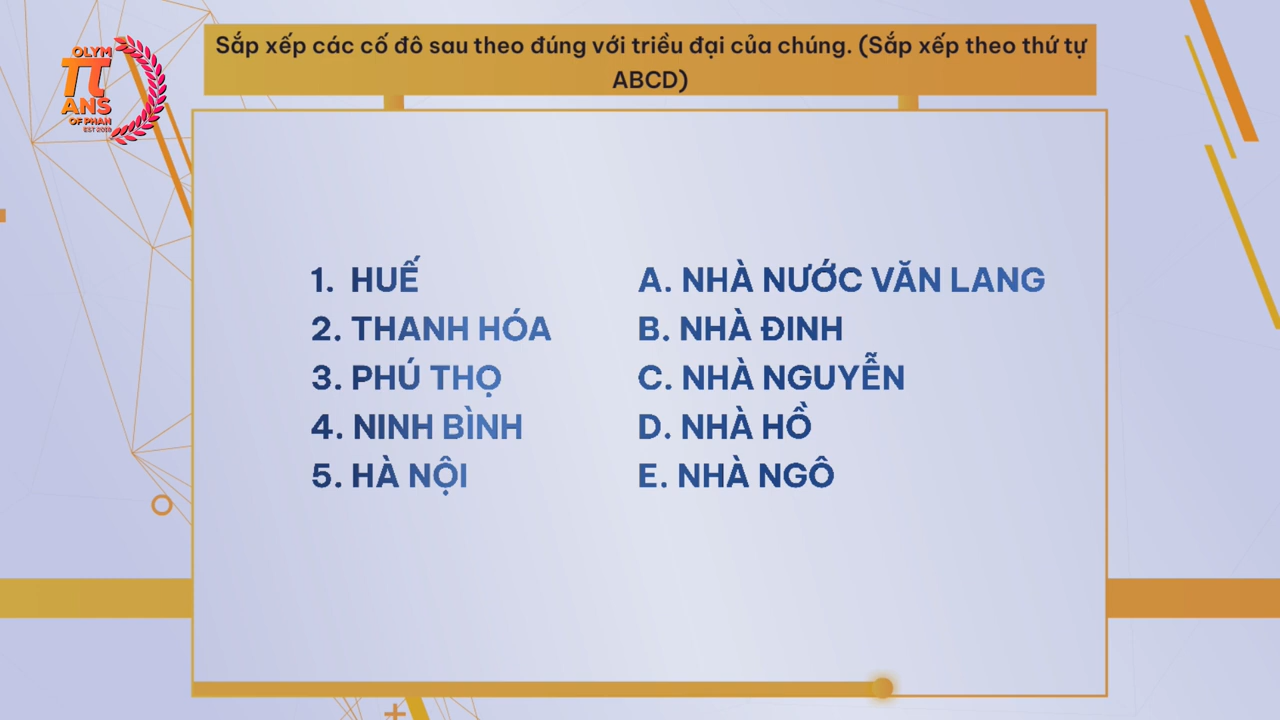 Sắp xếp các cố đô sau theo đúng với triều đại của chúng. (Sắp xếp theo thứ tự
ABCD)
OLYM
π
ANS
OF PHAN
EST 2019
1. HUẾ
A. NHÀ NƯỚC VĂN LANG
2. THANH HÓA
B. NHÀ ĐINH
3. PHÚ THỌ
C. NHÀ NGUYỄN
4. NINH BÌNH
D. NHÀ HỒ
5. HÀ NỘI
E. NHÀ NGÔ